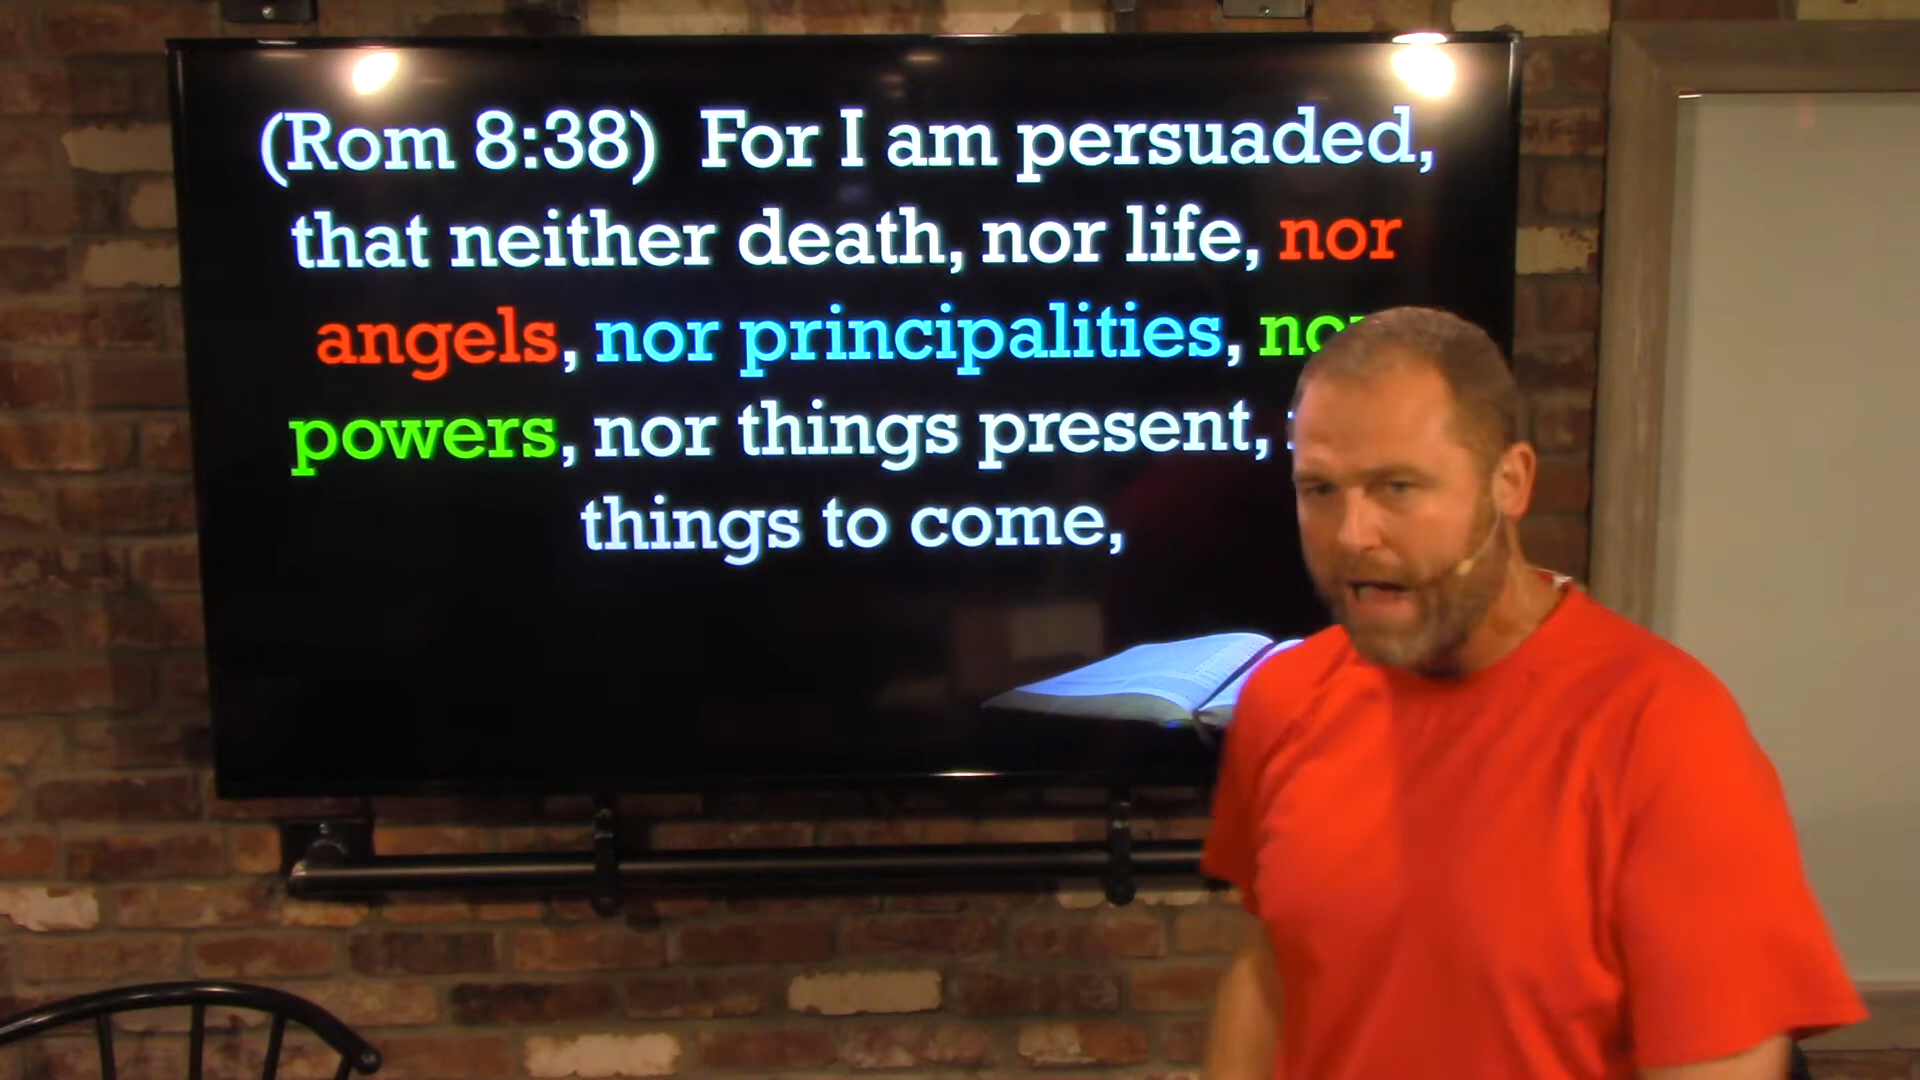 (Rom 8:38) For I am persuaded,
that neither death, nor life, nor
angels, nor principalities, nor
powers, nor things present,
things to come,